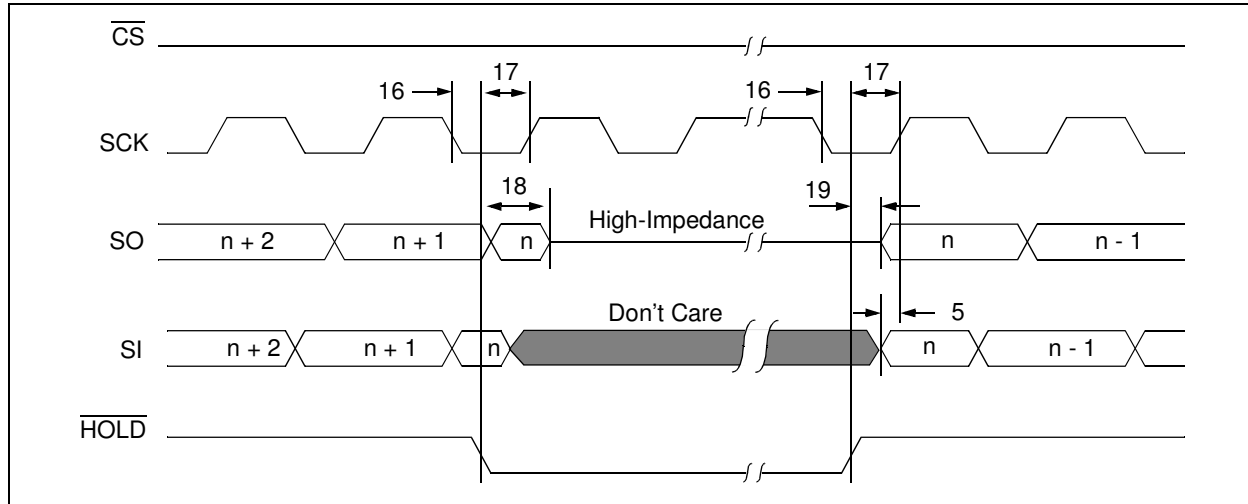 CS
17
17
16
16
SCK
18
19
High-Impedance
SO
n + 2
n + 1
n
n
n - 1
Don't Care
5
SI
n + 2
n + 1
n
n
n - 1
HOLD